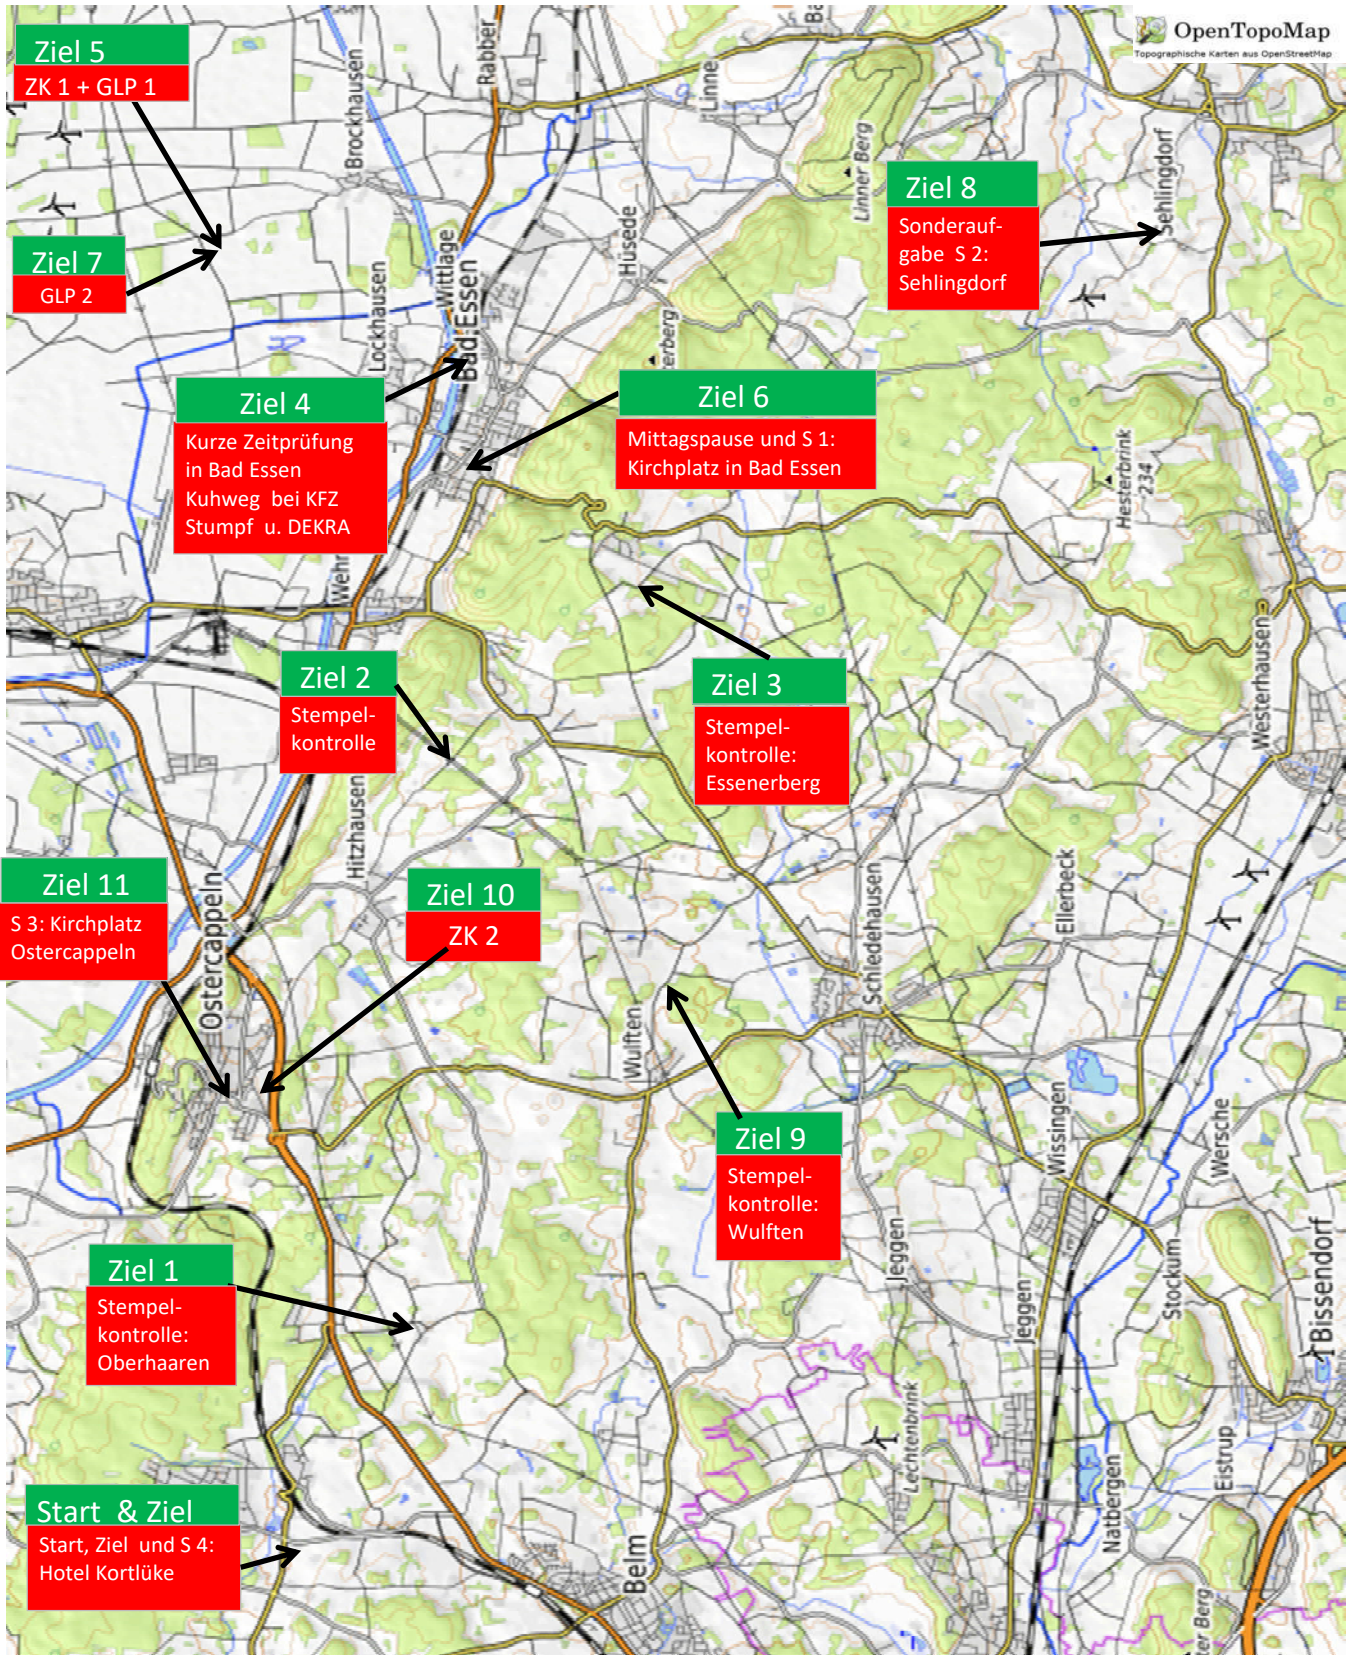 OpenTopoMap
Topographische Karten aus OpenStreetMap
Ziel 5
ZK 1 + GLP 1
Rabber
Brockhausen
Linne
Linner Berg
Ziel 8
Sonderauf-
gabe S 2:
Sehlingdorf
Sehlingdorf
Ziel 7
GLP 2
Hüsede
Wittlage
Bad Essen
Lockhausen
erberg
Ziel 4
Kurze Zeitprüfung
in Bad Essen
Kuhweg bei KFZ
Stumpf u. DEKRA
Ziel 6
Mittagspause und S 1:
Kirchplatz in Bad Essen
Hesterbrink
234
Wehr
Westerhausen
Ziel 2
Stempel-
kontrolle
Ziel 3
Stempel-
kontrolle:
Essenerberg
Hitzhausen
Ziel 11
S 3: Kirchplatz
Ostercappeln
Ostercappeln
Ziel 10
ZK 2
Schledehausen
Ellerbeck
Wulften
Ziel 9
Stempel-
kontrolle:
Wulften
Wissingen
Wersche
Jeggen
Jeggen
Stockum
Bissendorf
Ziel 1
Stempel-
kontrolle:
Oberhaaren
Lechtenbrink
Eistrup
Natbergen
Start & Ziel
Start, Ziel und S 4:
Hotel Kortlüke
Belm
ter Berg